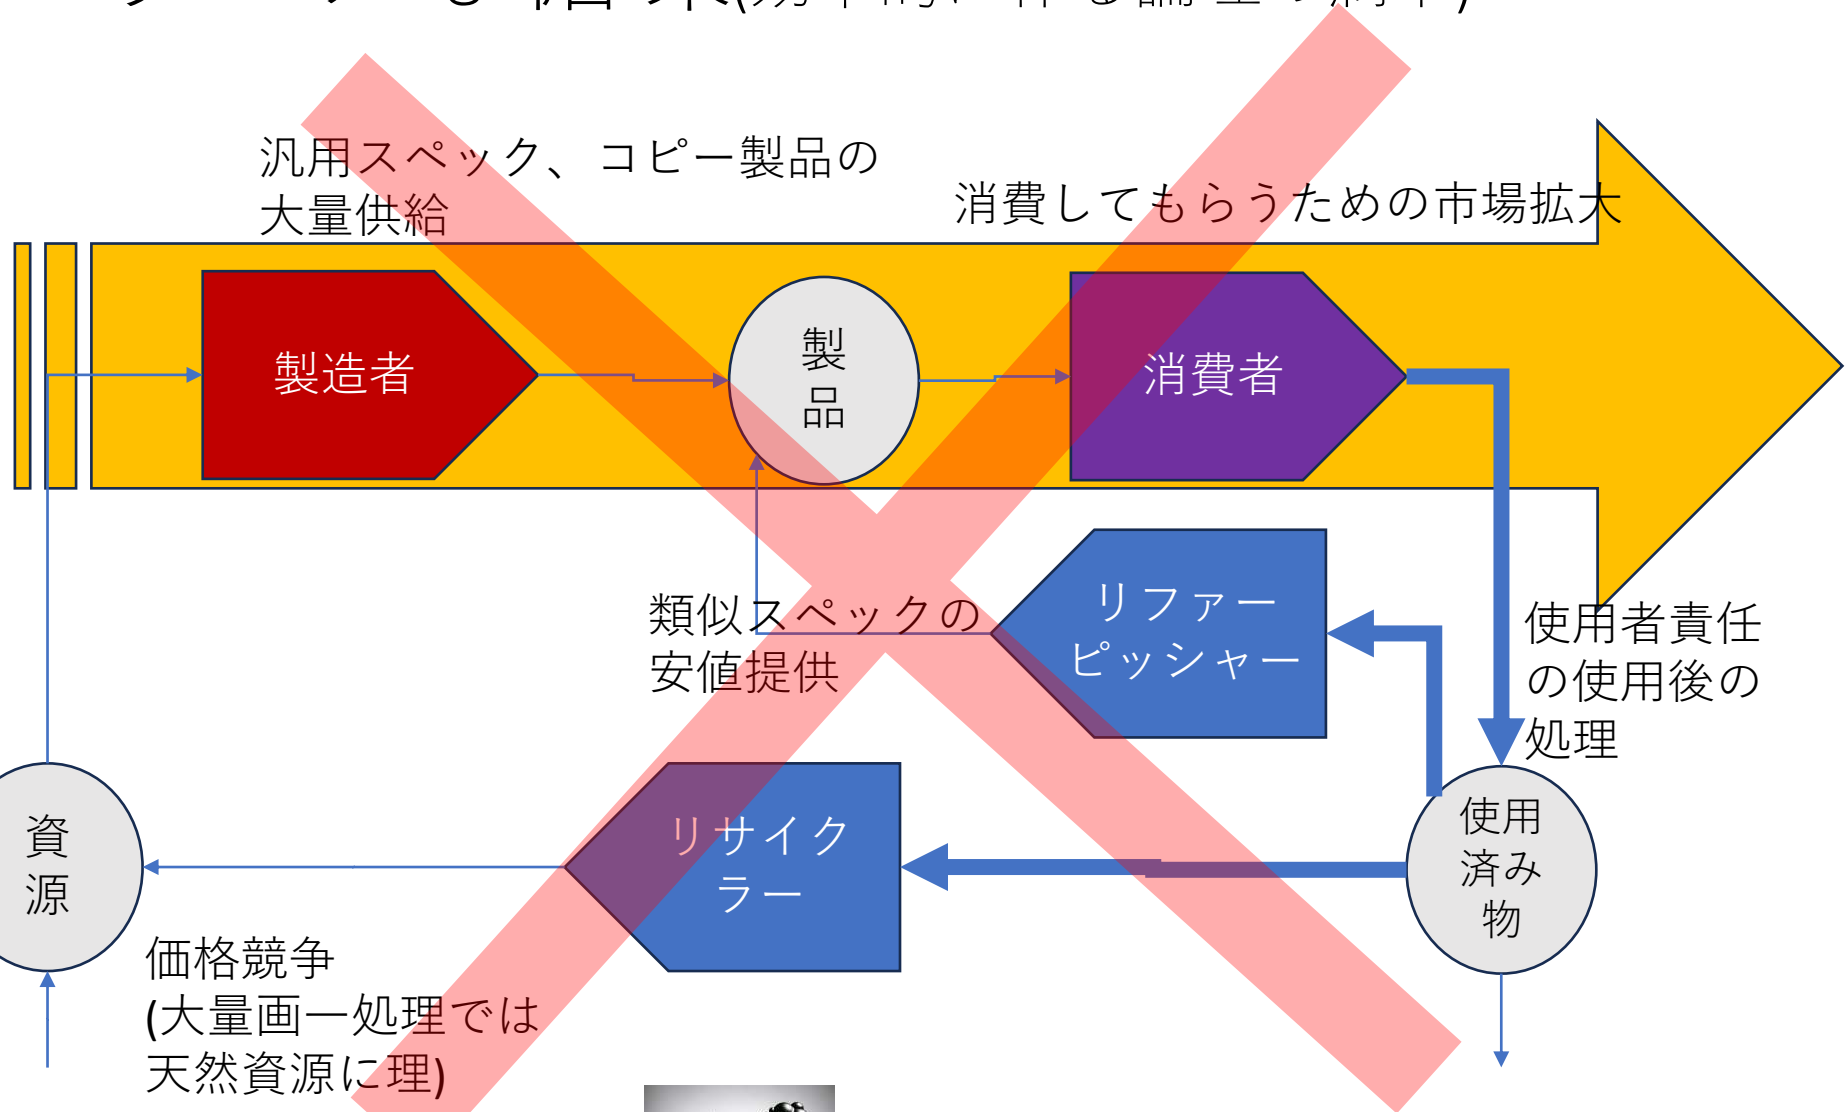 汎用スペック、コピー製品の
大量供給
消費してもらうための市場拡大
製造者
製
品
消費者
類似スペックの
安値提供
リファー
ビッシャー
使用者責任
の使用後の
処理
資
源
リサイク
ラー
使用
済み
物
価格競争
(大量画一処理では
天然資源に理)